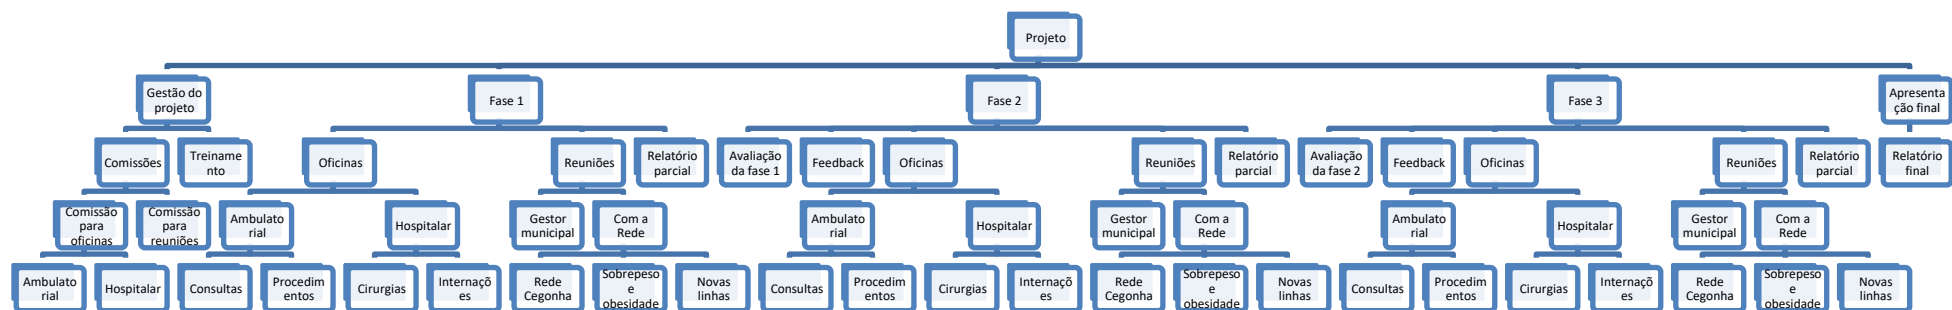 Projeto
Gestão do
projeto
Fase 1
Fase 2
Fase 3
Apresenta
ção final
Comissões
Treiname
nto
Oficinas
Reuniões
Relatório
parcial
Avaliação
da fase 1
Feedback
Oficinas
Reuniões
Relatório
parcial
Avaliação
da fase 2
Feedback
Oficinas
Reuniões
Relatório
parcial
Relatório
final
Comissão
para
oficinas
Comissão
para
reuniões
Ambulato
rial
Hospitalar
Gestor
municipal
Com a
Rede
Ambulato
rial
Hospitalar
Gestor
municipal
Com a
Rede
Ambulato
rial
Hospitalar
Gestor
municipal
Com a
Rede
Ambulato
rial
Hospitalar
Consultas
Procedim
entos
Cirurgias
Internaçõ
es
Rede
Cegonha
Sobrepeso
e
obesidade
Novas
linhas
Consultas
Procedim
entos
Cirurgias
Internaçõ
es
Rede
Cegonha
Sobrepeso
e
obesidade
Novas
linhas
Consultas
Procedim
entos
Cirurgias
Internaçõ
es
Rede
Cegonha
Sobrepeso
e
obesidade
Novas
linhas